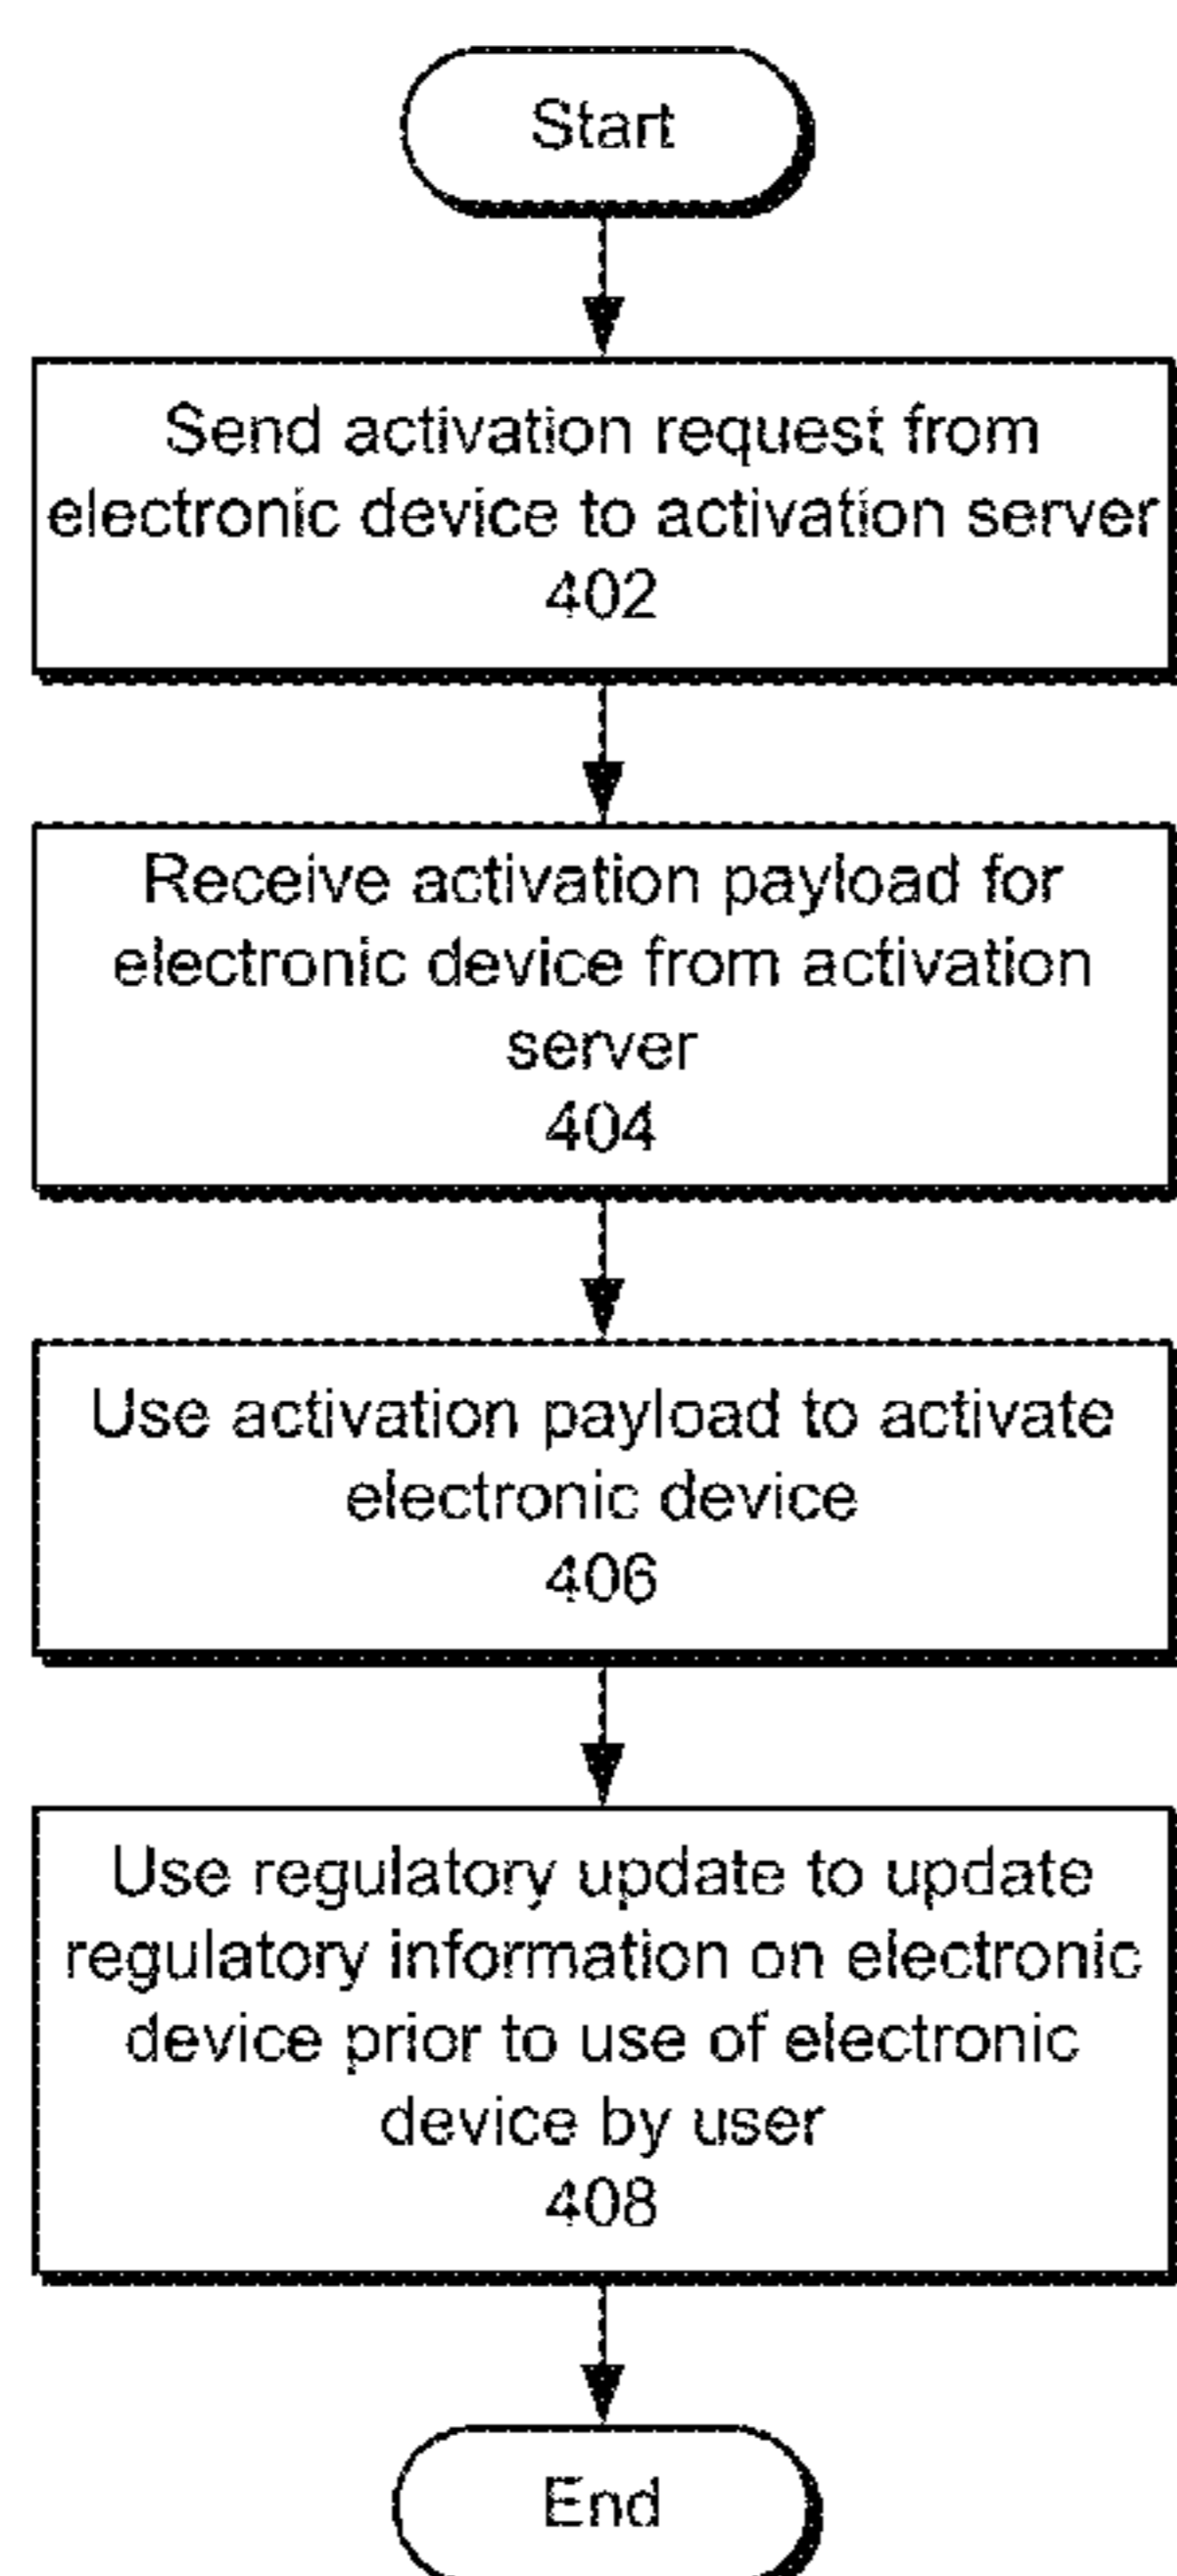 Start
Send activation request from
electronic device to activation server
402
Receive activation payload for
electronic device from activation
server
404
Use activation payload to activate
electronic device
406
Use regulatory update to update
regulatory information on electronic
device prior to use of electronic
device by user
408
End